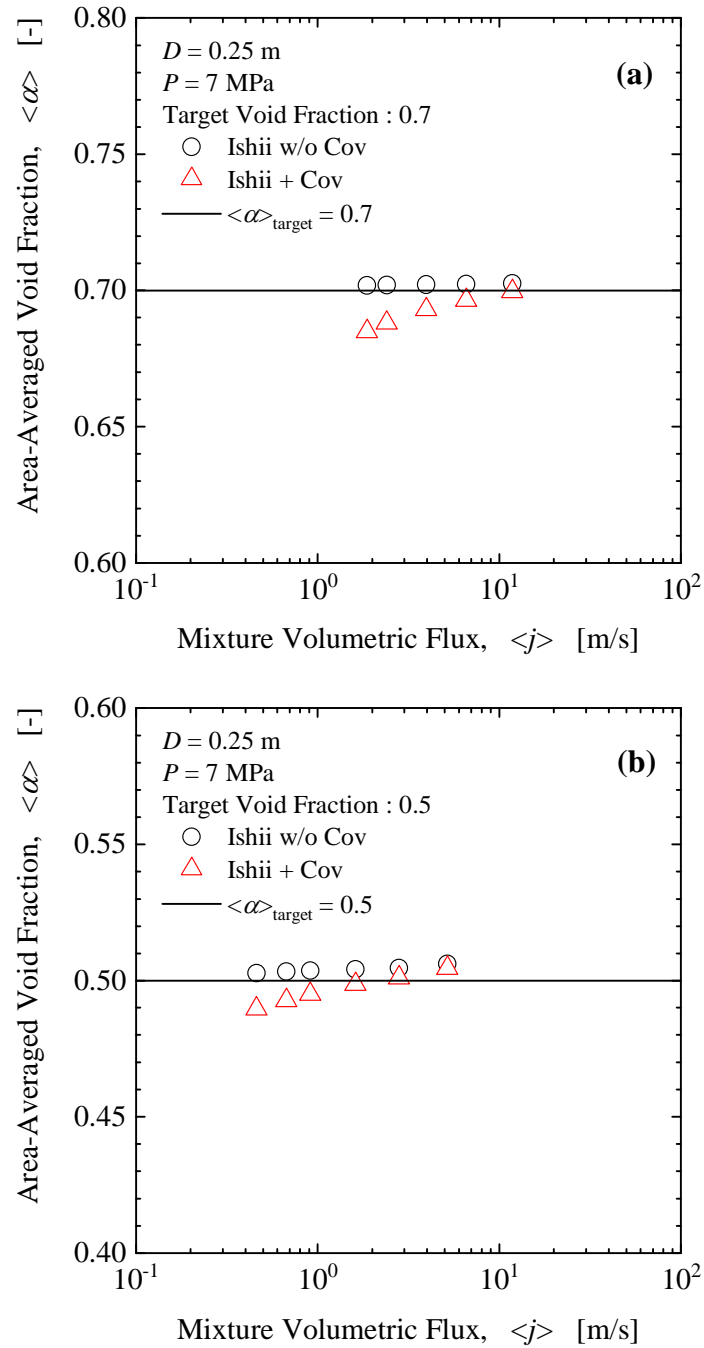 0.80
D = 0.25 m
(a)
P = 7 MPa
Target Void Fraction : 0.7
0.75
Ishii w/o Cov
Ishii + Cov
<α>target = 0.7
0.70
0.65
0.60
10-1 100 101 102
Area-Averaged Void Fraction, <α> [-]
Mixture Volumetric Flux, <j> [m/s]
0.60
D = 0.25 m
(b)
P = 7 MPa
Target Void Fraction : 0.5
0.55
Ishii w/o Cov
Ishii + Cov
<α>target = 0.5
0.50
0.45
0.40
10-1 100 101 102
Area-Averaged Void Fraction, <α> [-]
Mixture Volumetric Flux, <j> [m/s]